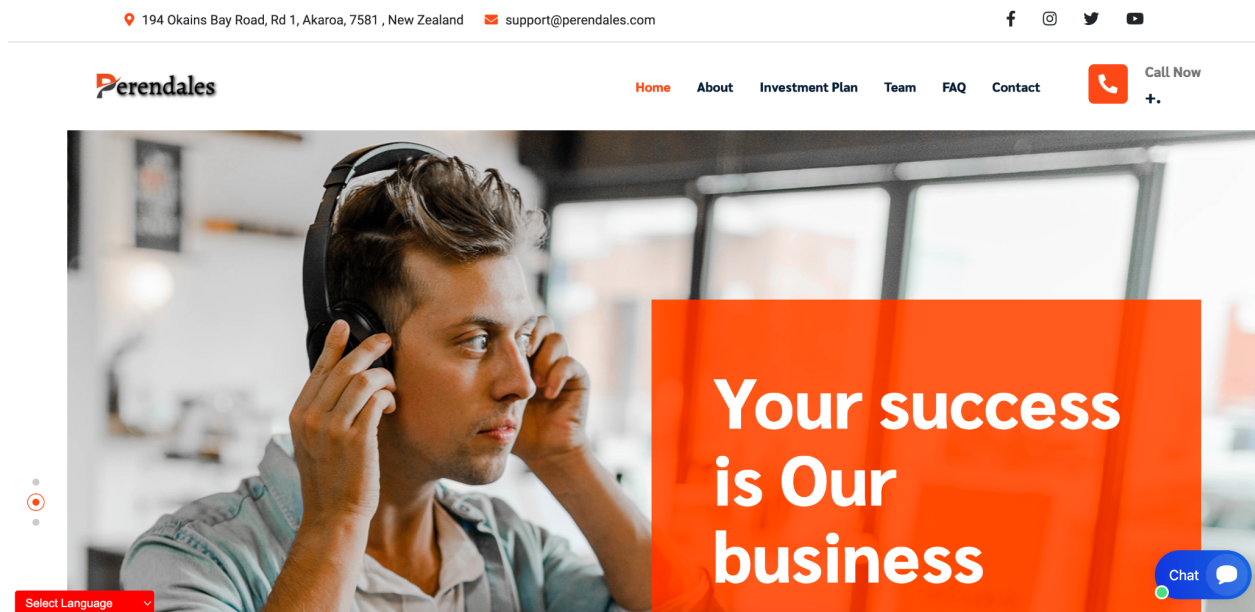 194 Okains Bay Road, Rd 1, Akaroa, 7581 , New Zealand
support@perendales.com
Perendales
Home
About
Investment Plan
Team
FAQ
Contact
Call Now
+.
Your success
is Our
business
Select Language
Chat